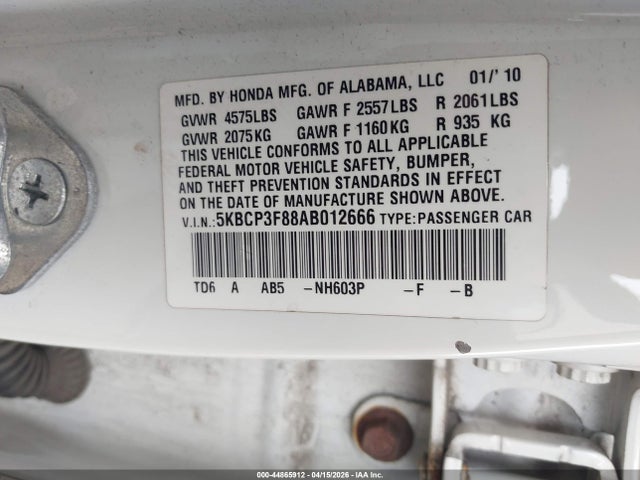 MFD. BY HONDA MFG. OF ALABAMA, LLC 01/'10
GVWR 4575LBS GAWR F 2557LBS R 2061LBS
GVWR 2075KG GAWR F 1160KG R 935 KG
THIS VEHICLE CONFORMS TO ALL APPLICABLE
FEDERAL MOTOR VEHICLE SAFETY, BUMPER,
AND THEFT PREVENTION STANDARDS IN EFFECT
ON THE DATE OF MANUFACTURE SHOWN ABOVE.
V.I.N.: 5KBCP3F88AB012666 TYPE: PASSENGER CAR
TD6 A AB5 -NH603P -F -B
000-44865912 04/15/2026 IAA Inc.